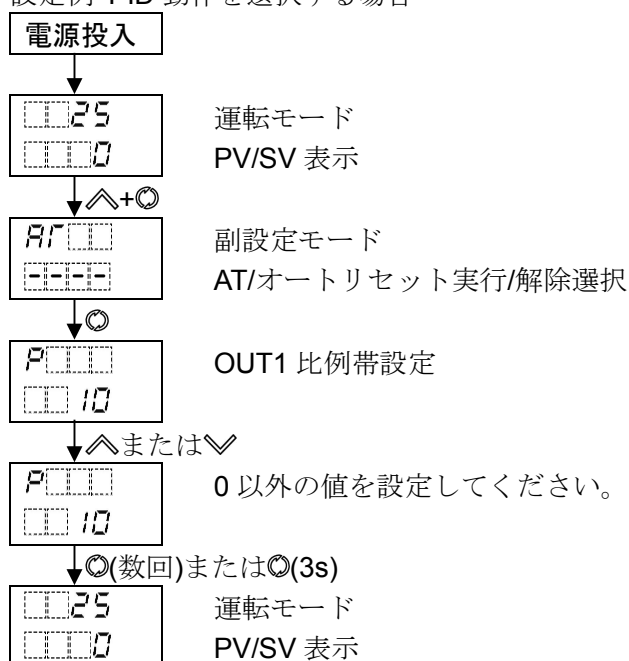 設定例 PID 動作を選択する場合
電源投入
25 運転モード
0 PV/SV 表示
+
AT 副設定モード
---- AT/オートリセット実行/解除選択
P OUT1 比例帯設定
10
または
P 0 以外の値を設定してください。
10
(数回)または(3s)
25 運転モード
0 PV/SV 表示